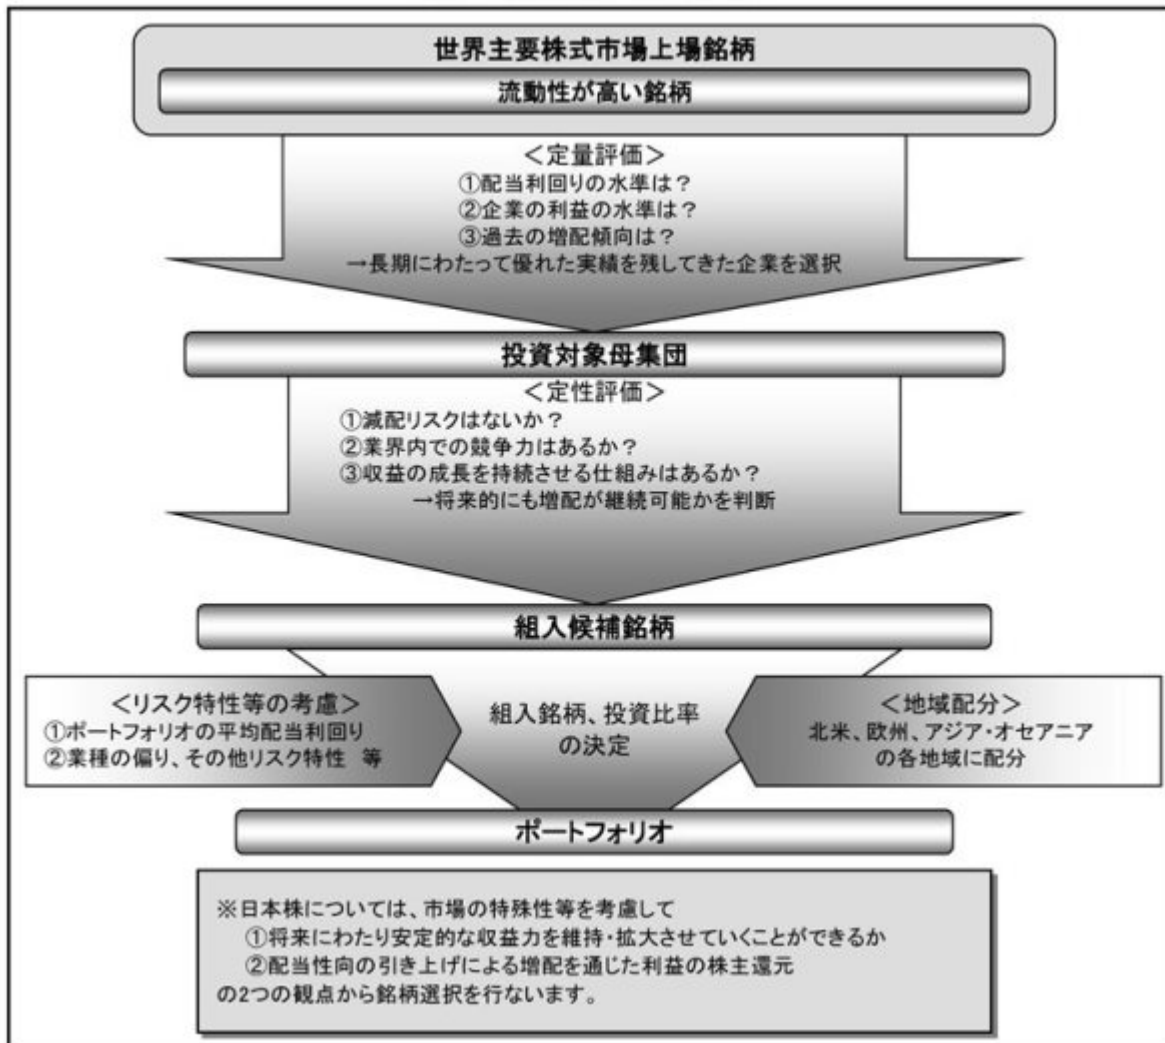 世界主要株式市場上場銘柄
流動性が高い銘柄
＜定量評価＞
①配当利回りの水準は？
②企業の利益の水準は？
③過去の増配傾向は？
→長期にわたって優れた実績を残してきた企業を選択
投資対象母集団
＜定性評価＞
①減配リスクはないか？
②業界内での競争力はあるか？
③収益の成長を持続させる仕組みはあるか？
→将来的にも増配が継続可能かを判断
組入候補銘柄
＜リスク特性等の考慮＞
①ポートフォリオの平均配当利回り
②業種の偏り、その他リスク特性　等
組入銘柄、投資比率
の決定
＜地域配分＞
北米、欧州、アジア・オセアニア
の各地域に配分
ポートフォリオ
※日本株については、市場の特殊性等を考慮して
①将来にわたり安定的な収益力を維持・拡大させていくことができるか
②配当性向の引き上げによる増配を通じた利益の株主還元
の2つの観点から銘柄選択を行ないます。